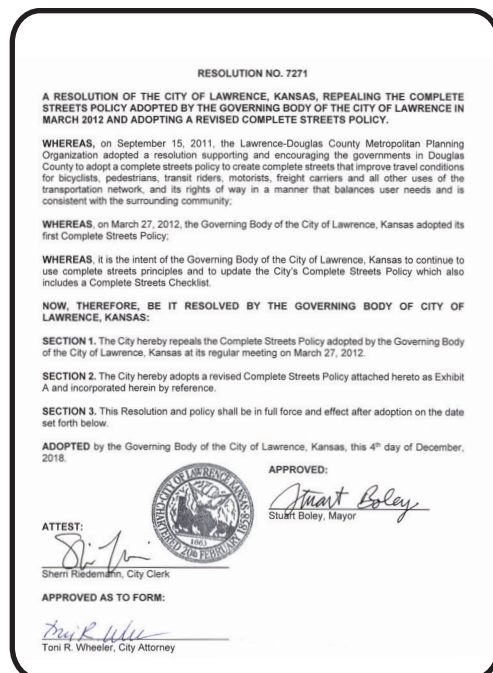 RESOLUTION NO. 7271
A RESOLUTION OF THE CITY OF LAWRENCE, KANSAS, REPEALING THE COMPLETE
STREETS POLICY ADOPTED BY THE GOVERNING BODY OF THE CITY OF LAWRENCE IN
MARCH 2012 AND ADOPTING A REVISED COMPLETE STREETS POLICY.
WHEREAS, on September 15, 2011, the Lawrence-Douglas County Metropolitan Planning
Organization adopted a resolution supporting and encouraging the governments in Douglas
County to adopt a complete streets policy to create complete streets that improve travel conditions
for bicyclists, pedestrians, transit riders, motorists, freight carriers and all other uses of the
transportation network, and its rights of way in a manner that balances user needs and is
consistent with the surrounding community;
WHEREAS, on March 27, 2012, the Governing Body of the City of Lawrence, Kansas adopted its
first Complete Streets Policy;
WHEREAS, it is the intent of the Governing Body of the City of Lawrence, Kansas to continue to
use complete streets principles and to update the City's Complete Streets Policy which also
includes a Complete Streets Checklist.
NOW, THEREFORE, BE IT RESOLVED BY THE GOVERNING BODY OF CITY OF
LAWRENCE, KANSAS:
SECTION 1. The City hereby repeals the Complete Streets Policy adopted by the Governing Body
of the City of Lawrence, Kansas at its regular meeting on March 27, 2012.
SECTION 2. The City hereby adopts a revised Complete Streets Policy attached hereto as Exhibit
A and incorporated herein by reference.
SECTION 3. This Resolution and policy shall be in full force and effect after adoption on the date
set forth below.
ADOPTED by the Governing Body of the City of Lawrence, Kansas, this 4th day of December,
2018.
APPROVED:
Stuart Boley
Stuart Boley, Mayor
CITY OF LAWRENCE KANSAS
CHARTERED 20th FEBRUARY 1858
1863
ATTEST:
Sherri Riedemann, City Clerk
APPROVED AS TO FORM:
Toni R. Wheeler, City Attorney